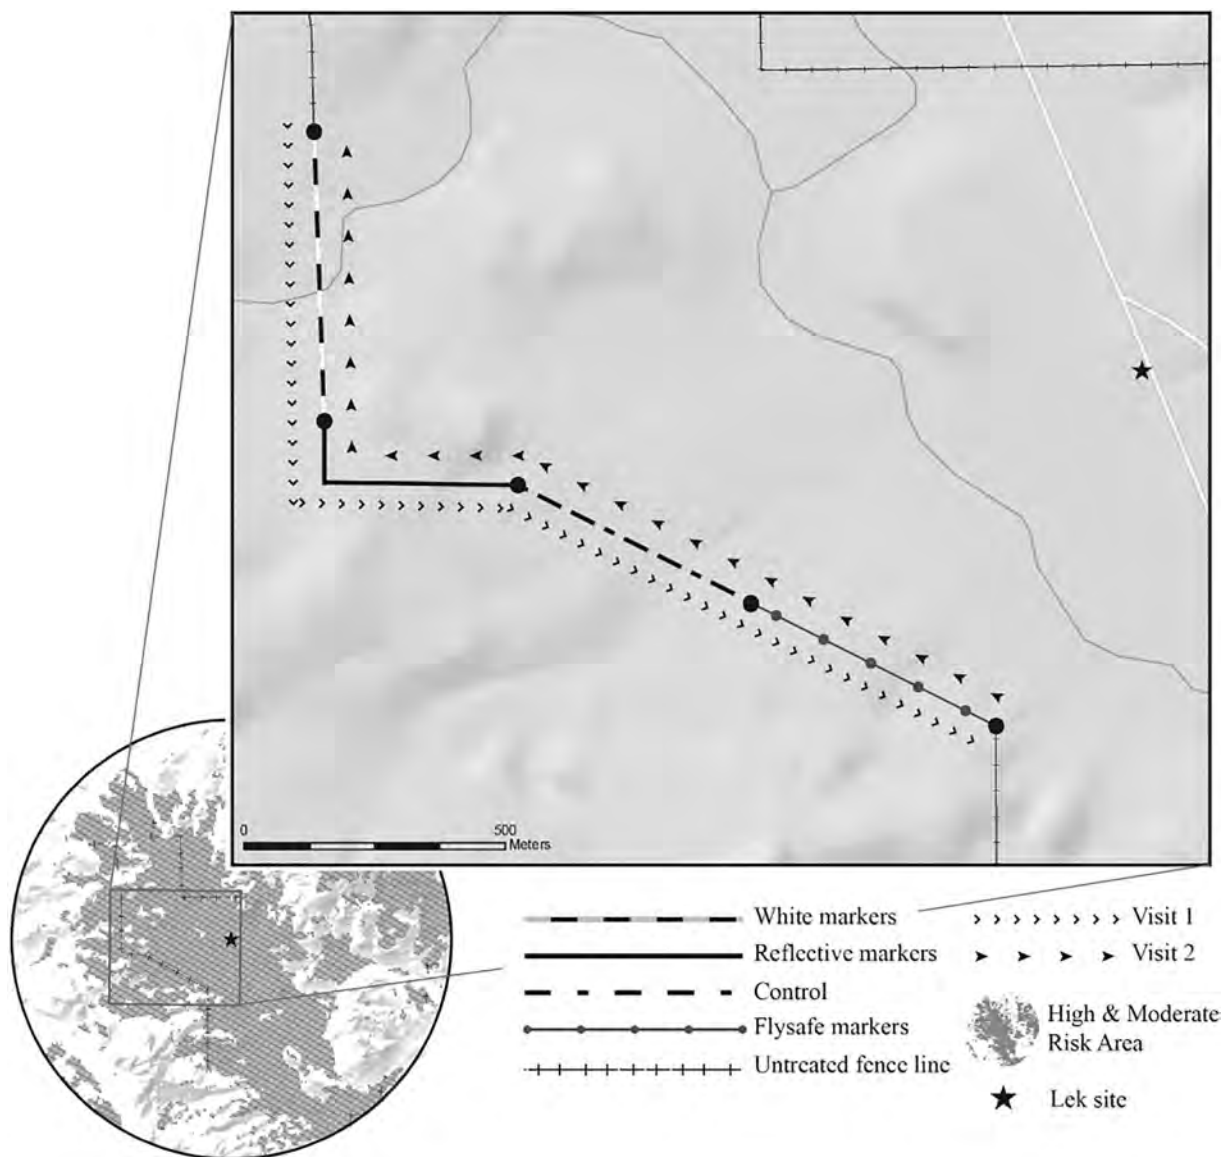 0 500
Meters
White markers
Reflective markers
Control
Flysafe markers
Untreated fence line
Visit 1
Visit 2
High & Moderate
Risk Area
Lek site